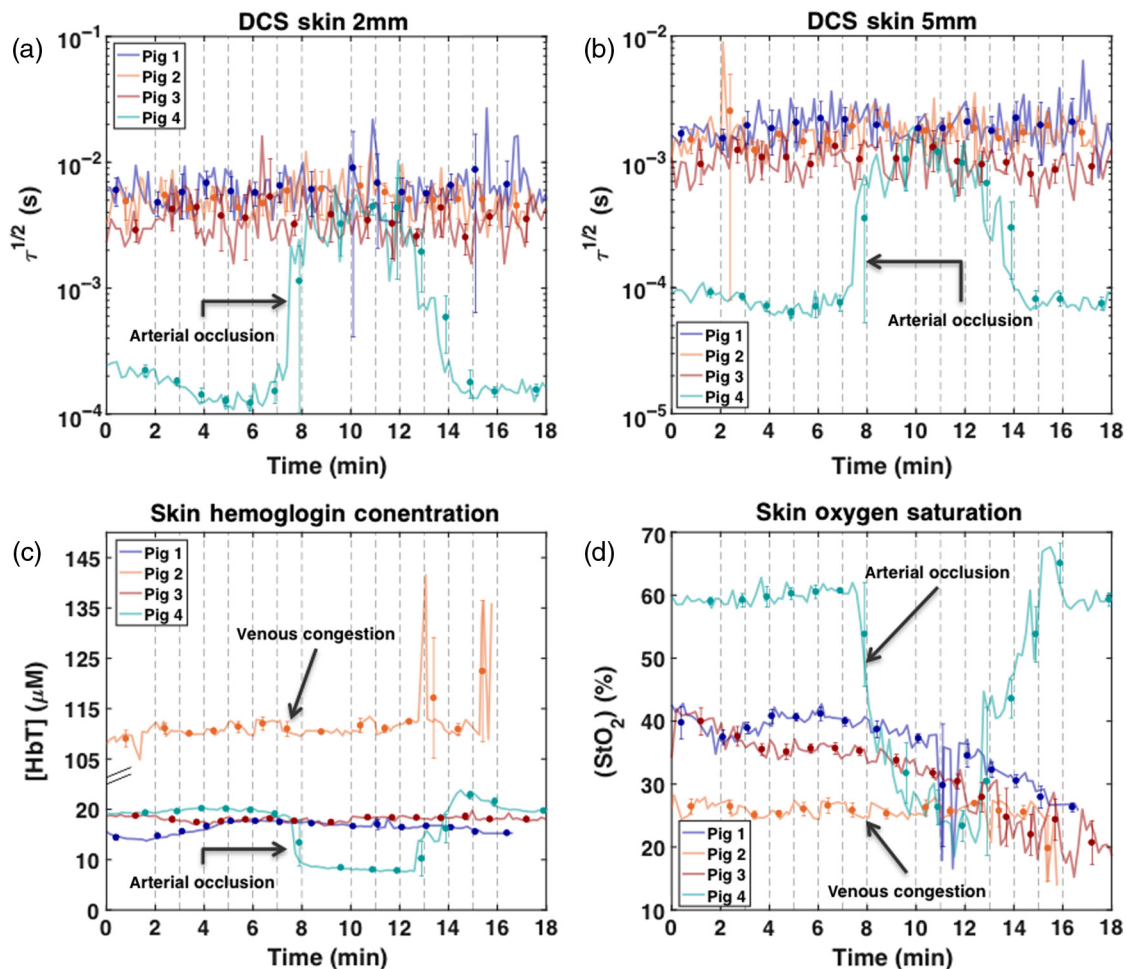 DCS skin 2mm
(a)
10^-1
10^-2
10^-3
10^-4
τ^1/2 (s)
Pig 1
Pig 2
Pig 3
Pig 4
Arterial occlusion
0 2 4 6 8 10 12 14 16 18
Time (min)
DCS skin 5mm
(b)
10^-2
10^-3
10^-4
10^-5
τ^1/2 (s)
Arterial occlusion
Pig 1
Pig 2
Pig 3
Pig 4
0 2 4 6 8 10 12 14 16 18
Time (min)
Skin hemoglogin conentration
(c)
145
135
125
115
105
20
10
0
[HbT] (μM)
Pig 1
Pig 2
Pig 3
Pig 4
Venous congestion
Arterial occlusion
0 2 4 6 8 10 12 14 16 18
Time (min)
Skin oxygen saturation
(d)
70
60
50
40
30
20
10
(StO2) (%)
Arterial occlusion
Pig 1
Pig 2
Pig 3
Pig 4
Venous congestion
0 2 4 6 8 10 12 14 16 18
Time (min)